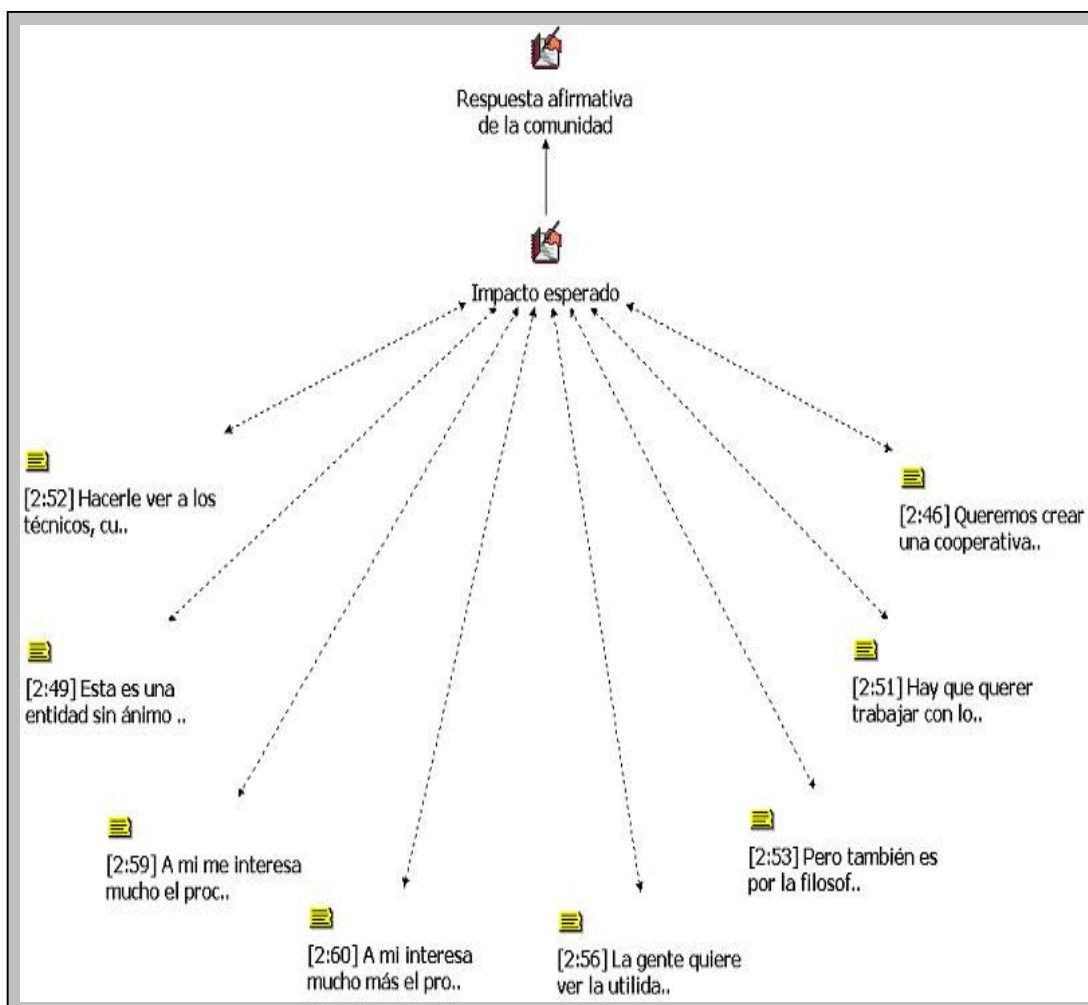 Respuesta afirmativa
de la comunidad
Impacto esperado
[2:52] Hacerle ver a los
técnicos, cu..
[2:46] Queremos crear
una cooperativa..
[2:49] Esta es una
entidad sin ánimo ..
[2:51] Hay que querer
trabajar con lo..
[2:59] A mi me interesa
mucho el proc..
[2:53] Pero también es
por la filosof..
[2:60] A mi interesa
mucho más el pro..
[2:56] La gente quiere
ver la utilida..